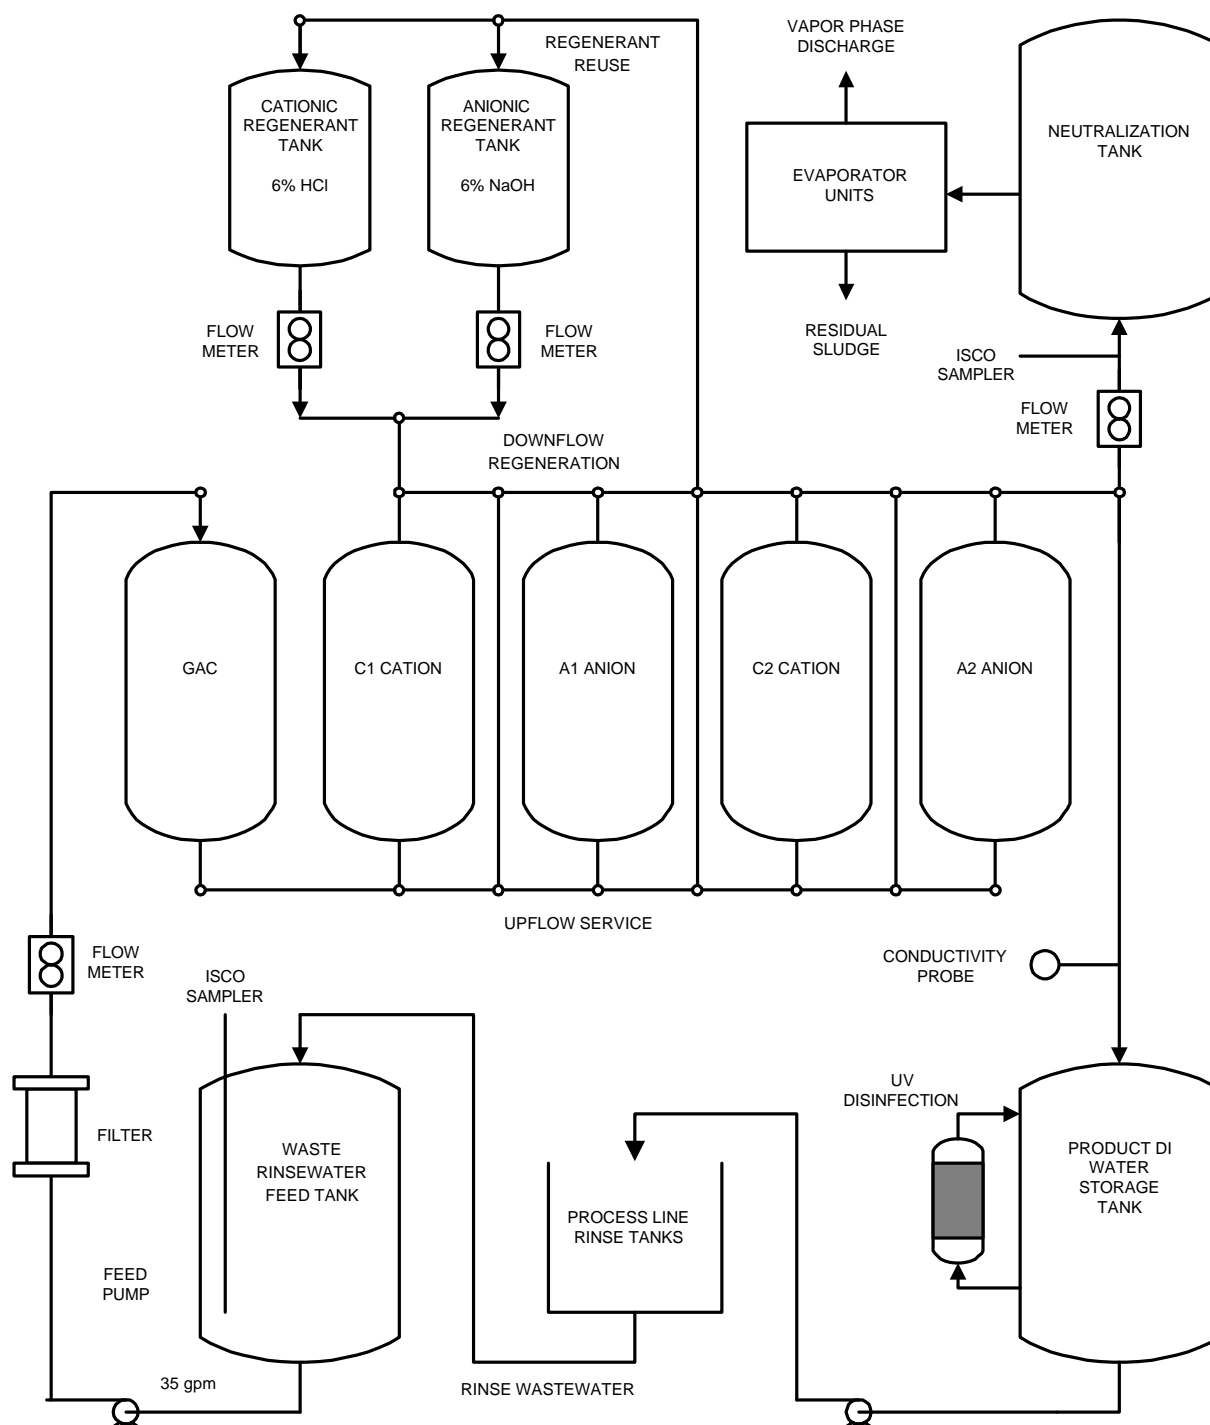 REGENERANT
REUSE
VAPOR PHASE
DISCHARGE
CATIONIC
REGENERANT
TANK
6% HCl
ANIONIC
REGENERANT
TANK
6% NaOH
EVAPORATOR
UNITS
NEUTRALIZATION
TANK
FLOW
METER
FLOW
METER
RESIDUAL
SLUDGE
ISCO
SAMPLER
FLOW
METER
DOWNFLOW
REGENERATION
GAC
C1 CATION
A1 ANION
C2 CATION
A2 ANION
UPFLOW SERVICE
FLOW
METER
ISCO
SAMPLER
CONDUCTIVITY
PROBE
UV
DISINFECTION
FILTER
WASTE
RINSEWATER
FEED TANK
PROCESS LINE
RINSE TANKS
PRODUCT DI
WATER
STORAGE
TANK
FEED
PUMP
35 gpm
RINSE WASTEWATER